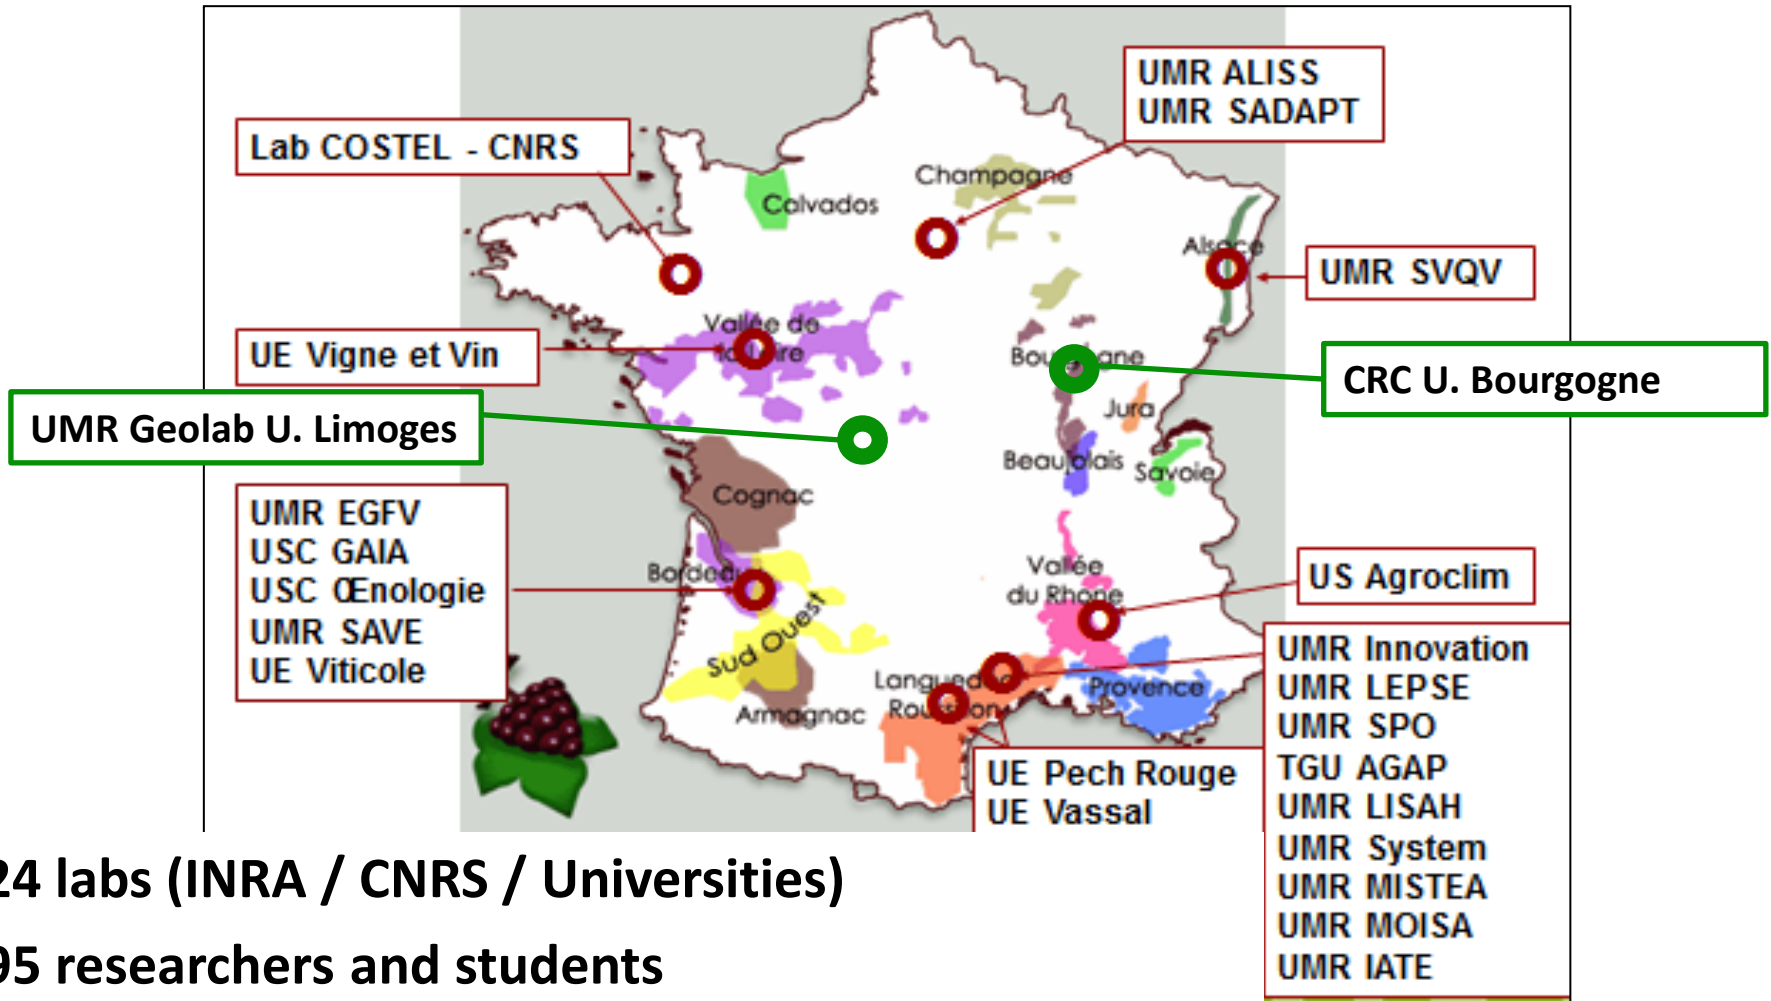 UMR ALISS
UMR SADAPT
Lab COSTEL - CNRS
Champagne
Calvados
Alsace
UMR SVQV
Vallée de
la Loire
UE Vigne et Vin
Bourgogne
CRC U. Bourgogne
UMR Geolab U. Limoges
Jura
Beaujolais
Savoie
Cognac
UMR EGFV
USC GAIA
USC Œnologie
UMR SAVE
UE Viticole
Bordeaux
Vallée
du Rhone
US Agroclim
Sud Ouest
Armagnac
Languedoc
Roussillon
Provence
UMR Innovation
UMR LEPSE
UMR SPO
TGU AGAP
UMR LISAH
UMR System
UMR MISTEA
UMR MOISA
UMR IATE
UE Pech Rouge
UE Vassal
24 labs (INRA / CNRS / Universities)
95 researchers and students